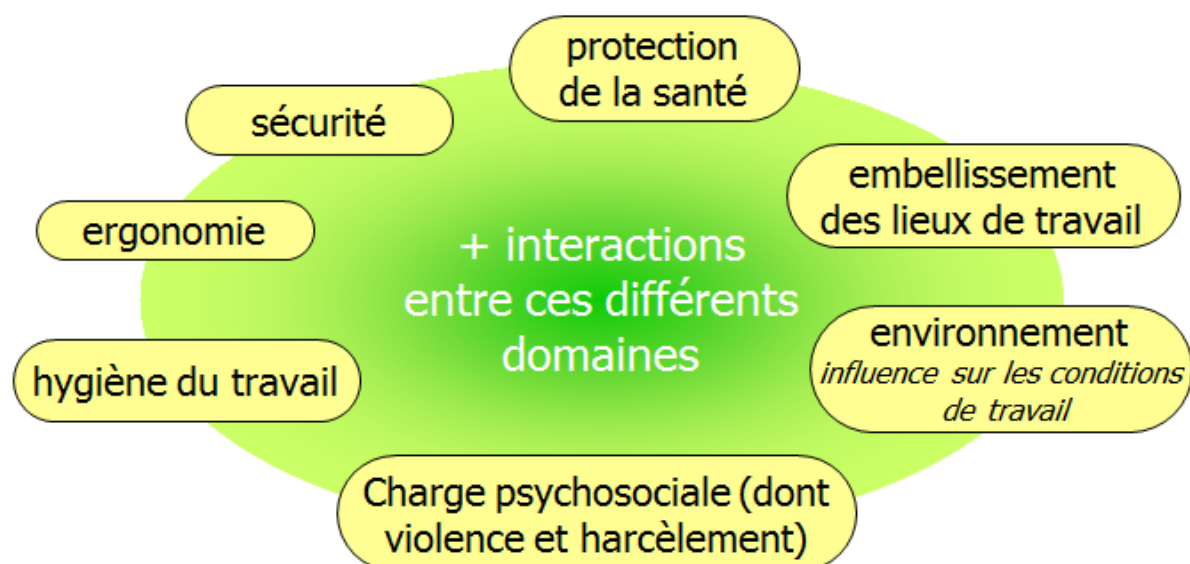 protection
de la santé
sécurité
embellissement
des lieux de travail
ergonomie
+ interactions
entre ces différents
domaines
environnement
influence sur les conditions
de travail
hygiène du travail
Charge psychosociale (dont
violence et harcèlement)